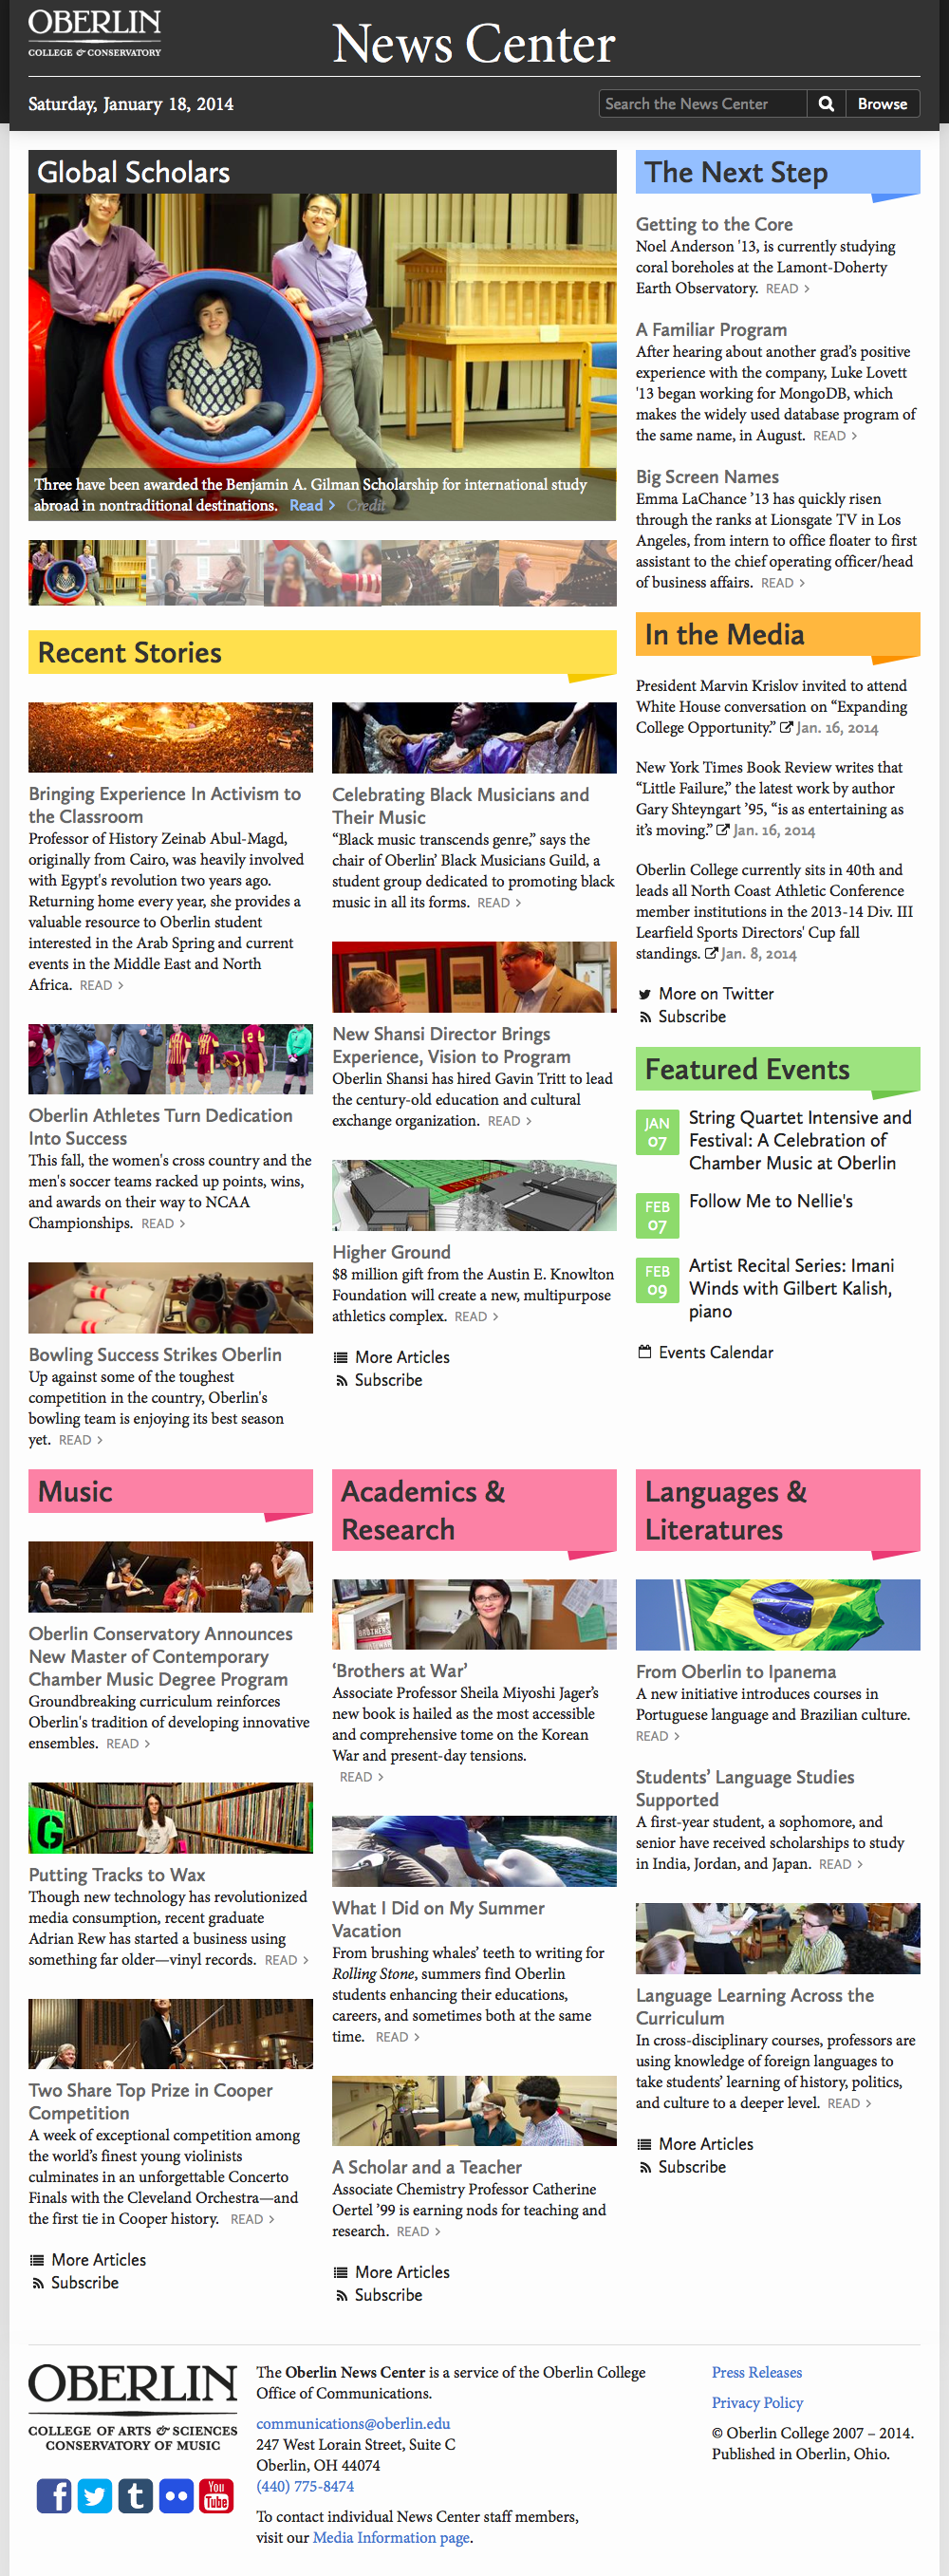 OBERLIN
COLLEGE & CONSERVATORY
News Center
Saturday, January 18, 2014
Search the News Center
Browse
Global Scholars
Three have been awarded the Benjamin A. Gilman Scholarship for international study
abroad in nontraditional destinations. Read > Credit
Recent Stories
Bringing Experience In Activism to
the Classroom
Professor of History Zeinab Abul-Magd,
originally from Cairo, was heavily involved
with Egypt's revolution two years ago.
Returning home every year, she provides a
valuable resource to Oberlin student
interested in the Arab Spring and current
events in the Middle East and North
Africa. READ >
Oberlin Athletes Turn Dedication
Into Success
This fall, the women's cross country and the
men's soccer teams racked up points, wins,
and awards on their way to NCAA
Championships. READ >
Bowling Success Strikes Oberlin
Up against some of the toughest
competition in the country, Oberlin's
bowling team is enjoying its best season
yet. READ >
Celebrating Black Musicians and
Their Music
“Black music transcends genre,” says the
chair of Oberlin’ Black Musicians Guild, a
student group dedicated to promoting black
music in all its forms. READ >
New Shansi Director Brings
Experience, Vision to Program
Oberlin Shansi has hired Gavin Tritt to lead
the century-old education and cultural
exchange organization. READ >
Higher Ground
$8 million gift from the Austin E. Knowlton
Foundation will create a new, multipurpose
athletics complex. READ >
More Articles
Subscribe
The Next Step
Getting to the Core
Noel Anderson '13, is currently studying
coral boreholes at the Lamont-Doherty
Earth Observatory. READ >
A Familiar Program
After hearing about another grad’s positive
experience with the company, Luke Lovett
'13 began working for MongoDB, which
makes the widely used database program of
the same name, in August. READ >
Big Screen Names
Emma LaChance ’13 has quickly risen
through the ranks at Lionsgate TV in Los
Angeles, from intern to office floater to first
assistant to the chief operating officer/head
of business affairs. READ >
In the Media
President Marvin Krislov invited to attend
White House conversation on “Expanding
College Opportunity.” Jan. 16, 2014
New York Times Book Review writes that
“Little Failure,” the latest work by author
Gary Shteyngart ’95, “is as entertaining as
it’s moving.” Jan. 16, 2014
Oberlin College currently sits in 40th and
leads all North Coast Athletic Conference
member institutions in the 2013-14 Div. III
Learfield Sports Directors' Cup fall
standings. Jan. 8, 2014
More on Twitter
Subscribe
Featured Events
JAN
07
String Quartet Intensive and
Festival: A Celebration of
Chamber Music at Oberlin
FEB
07
Follow Me to Nellie's
FEB
09
Artist Recital Series: Imani
Winds with Gilbert Kalish,
piano
Events Calendar
Music
Oberlin Conservatory Announces
New Master of Contemporary
Chamber Music Degree Program
Groundbreaking curriculum reinforces
Oberlin's tradition of developing innovative
ensembles. READ >
G
Putting Tracks to Wax
Though new technology has revolutionized
media consumption, recent graduate
Adrian Rew has started a business using
something far older—vinyl records. READ >
Two Share Top Prize in Cooper
Competition
A week of exceptional competition among
the world’s finest young violinists
culminates in an unforgettable Concerto
Finals with the Cleveland Orchestra—and
the first tie in Cooper history. READ >
More Articles
Subscribe
Academics &
Research
BROTHERS
‘Brothers at War’
Associate Professor Sheila Miyoshi Jager’s
new book is hailed as the most accessible
and comprehensive tome on the Korean
War and present-day tensions.
READ >
What I Did on My Summer
Vacation
From brushing whales’ teeth to writing for
Rolling Stone, summers find Oberlin
students enhancing their educations,
careers, and sometimes both at the same
time. READ >
A Scholar and a Teacher
Associate Chemistry Professor Catherine
Oertel ’99 is earning nods for teaching and
research. READ >
More Articles
Subscribe
Languages &
Literatures
From Oberlin to Ipanema
A new initiative introduces courses in
Portuguese language and Brazilian culture.
READ >
Students’ Language Studies
Supported
A first-year student, a sophomore, and
senior have received scholarships to study
in India, Jordan, and Japan. READ >
Language Learning Across the
Curriculum
In cross-disciplinary courses, professors are
using knowledge of foreign languages to
take students’ learning of history, politics,
and culture to a deeper level. READ >
More Articles
Subscribe
OBERLIN
COLLEGE OF ARTS & SCIENCES
CONSERVATORY OF MUSIC
You
Tube
The Oberlin News Center is a service of the Oberlin College
Office of Communications.
communications@oberlin.edu
247 West Lorain Street, Suite C
Oberlin, OH 44074
(440) 775-8474
To contact individual News Center staff members,
visit our Media Information page.
Press Releases
Privacy Policy
© Oberlin College 2007 – 2014.
Published in Oberlin, Ohio.